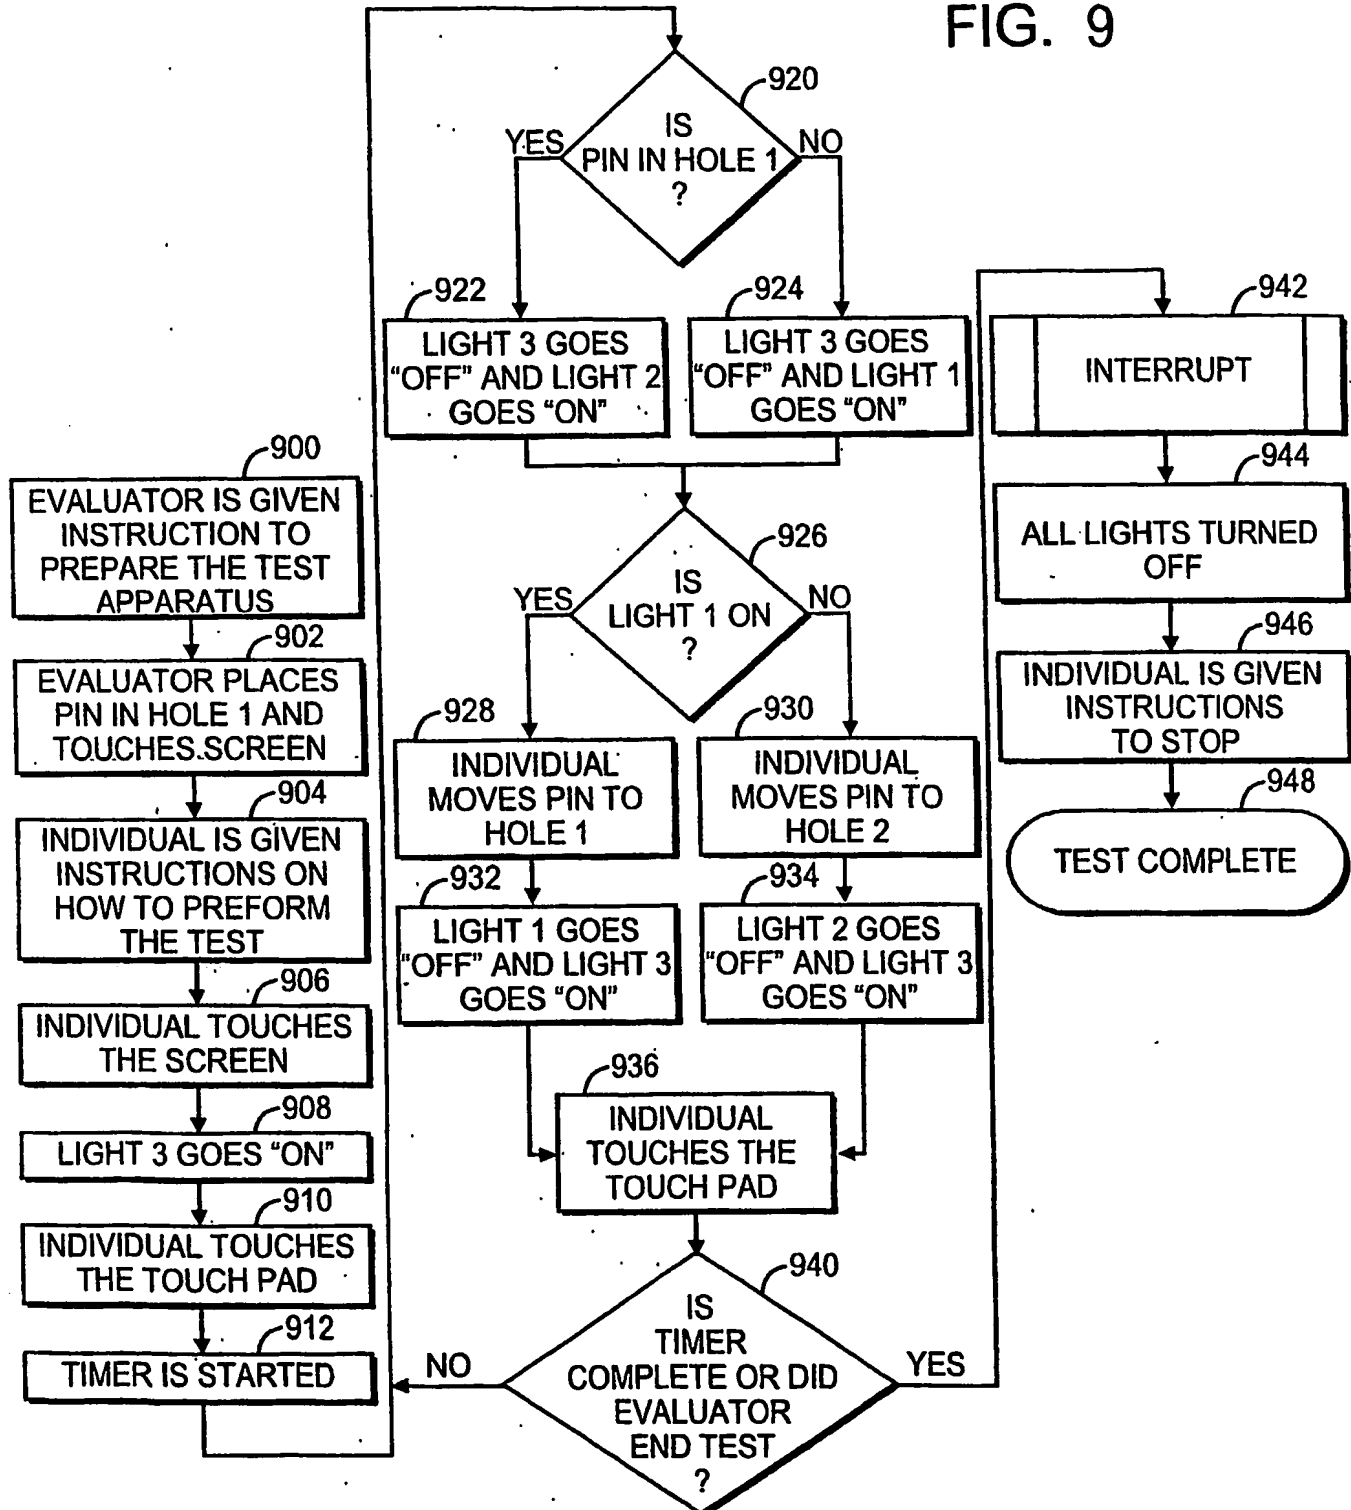 FIG. 9
900
EVALUATOR IS GIVEN
INSTRUCTION TO
PREPARE THE TEST
APPARATUS
902
EVALUATOR PLACES
PIN IN HOLE 1 AND
TOUCHES SCREEN
904
INDIVIDUAL IS GIVEN
INSTRUCTIONS ON
HOW TO PREFORM
THE TEST
906
INDIVIDUAL TOUCHES
THE SCREEN
908
LIGHT 3 GOES "ON"
910
INDIVIDUAL TOUCHES
THE TOUCH PAD
912
TIMER IS STARTED
920
IS
PIN IN HOLE 1
?
YES
NO
922
LIGHT 3 GOES
"OFF" AND LIGHT 2
GOES "ON"
924
LIGHT 3 GOES
"OFF" AND LIGHT 1
GOES "ON"
926
IS
LIGHT 1 ON
?
YES
NO
928
INDIVIDUAL
MOVES PIN TO
HOLE 1
930
INDIVIDUAL
MOVES PIN TO
HOLE 2
932
LIGHT 1 GOES
"OFF" AND LIGHT 3
GOES "ON"
934
LIGHT 2 GOES
"OFF" AND LIGHT 3
GOES "ON"
936
INDIVIDUAL
TOUCHES THE
TOUCH PAD
940
IS
TIMER
COMPLETE OR DID
EVALUATOR
END TEST
?
NO
YES
942
INTERRUPT
944
ALL LIGHTS TURNED
OFF
946
INDIVIDUAL IS GIVEN
INSTRUCTIONS
TO STOP
948
TEST COMPLETE